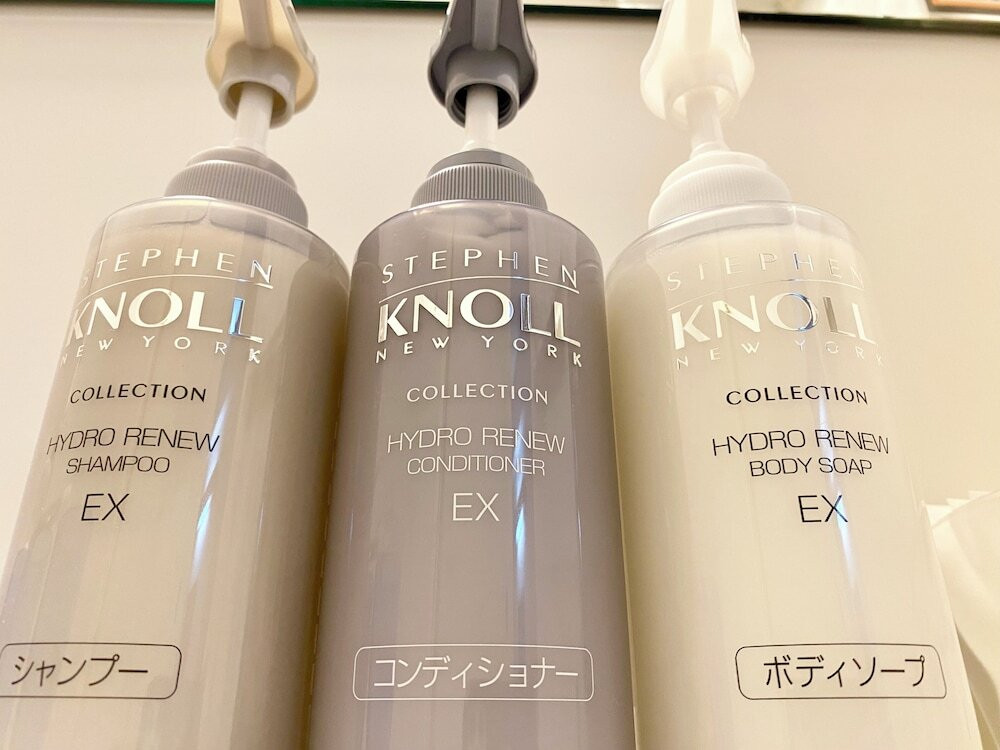 STEPHEN
KNOLL
NEW YORK
COLLECTION
HYDRO RENEW
SHAMPOO
EX
シャンプー
STEPHEN
KNOLL
NEW YORK
COLLECTION
HYDRO RENEW
CONDITIONER
EX
コンディショナー
STEPHEN
KNOLL
NEW YORK
COLLECTION
HYDRO RENEW
BODY SOAP
EX
ボディソープ